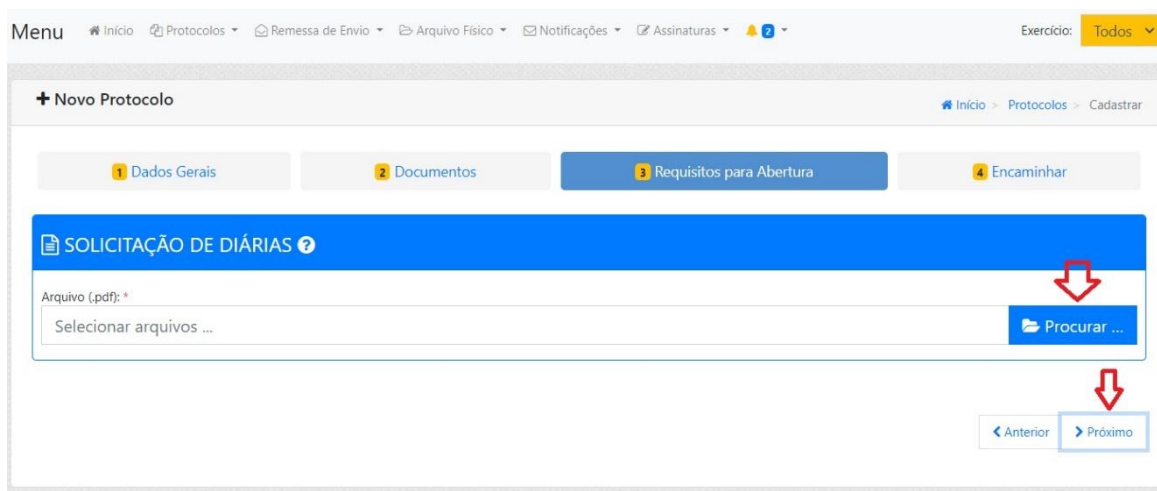 Menu Início Protocolos Remessa de Envio Arquivo Físico Notificações Assinaturas 2 Exercício: Todos
+ Novo Protocolo Início > Protocolos > Cadastrar
1 Dados Gerais 2 Documentos 3 Requisitos para Abertura 4 Encaminhar
SOLICITAÇÃO DE DIÁRIAS ?
Arquivo (.pdf): *
Selecionar arquivos ... Procurar ...
Anterior Próximo